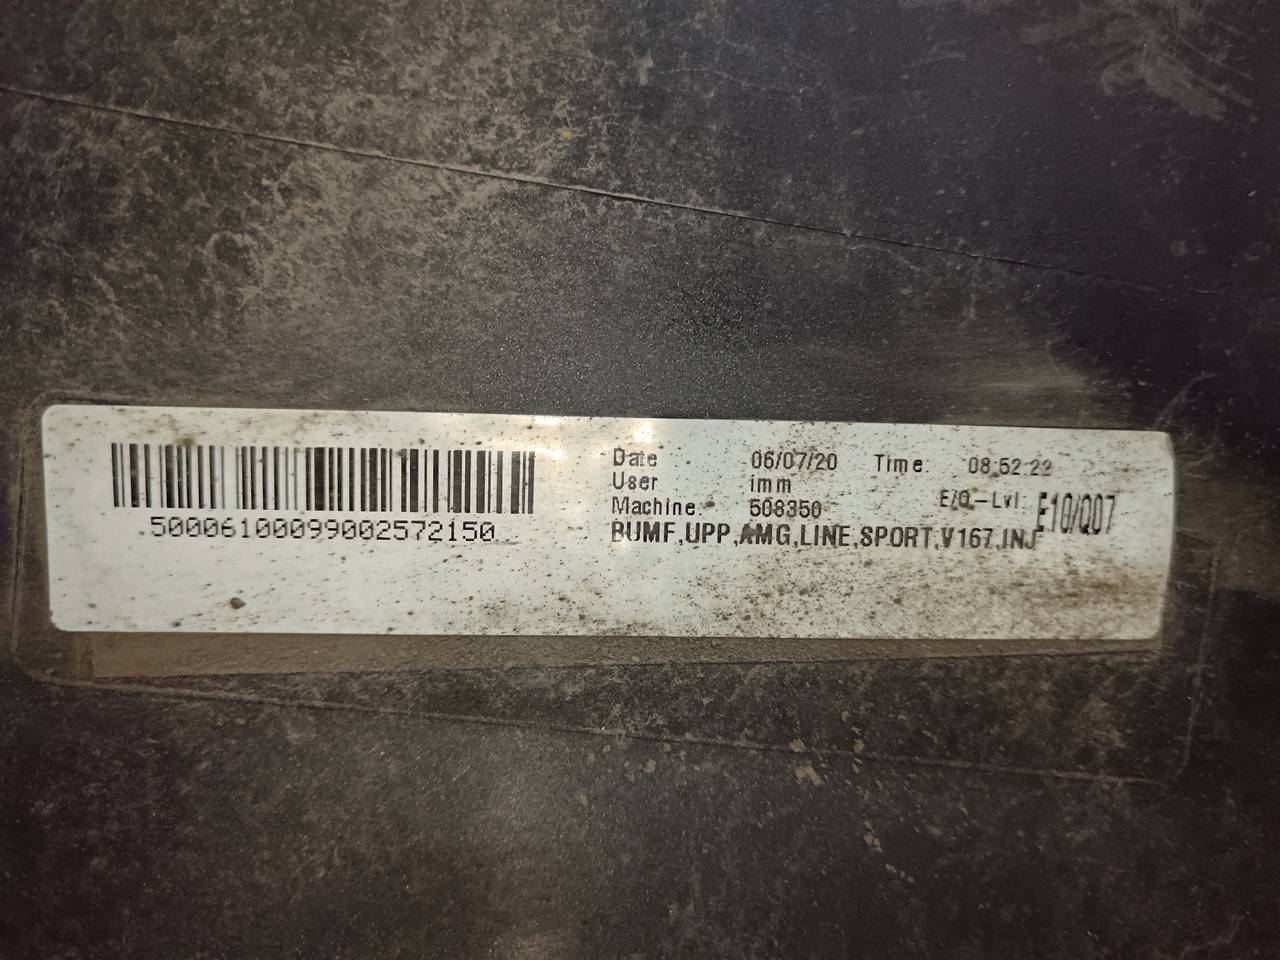 5000610009900257215O
Date 06/07/20 Time: 08:52:22
User imm
Machine: 508350 E/Q-Lvl: E10/Q07
BUMF,UPP,AMG,LINE,SPORT,V167,INJ